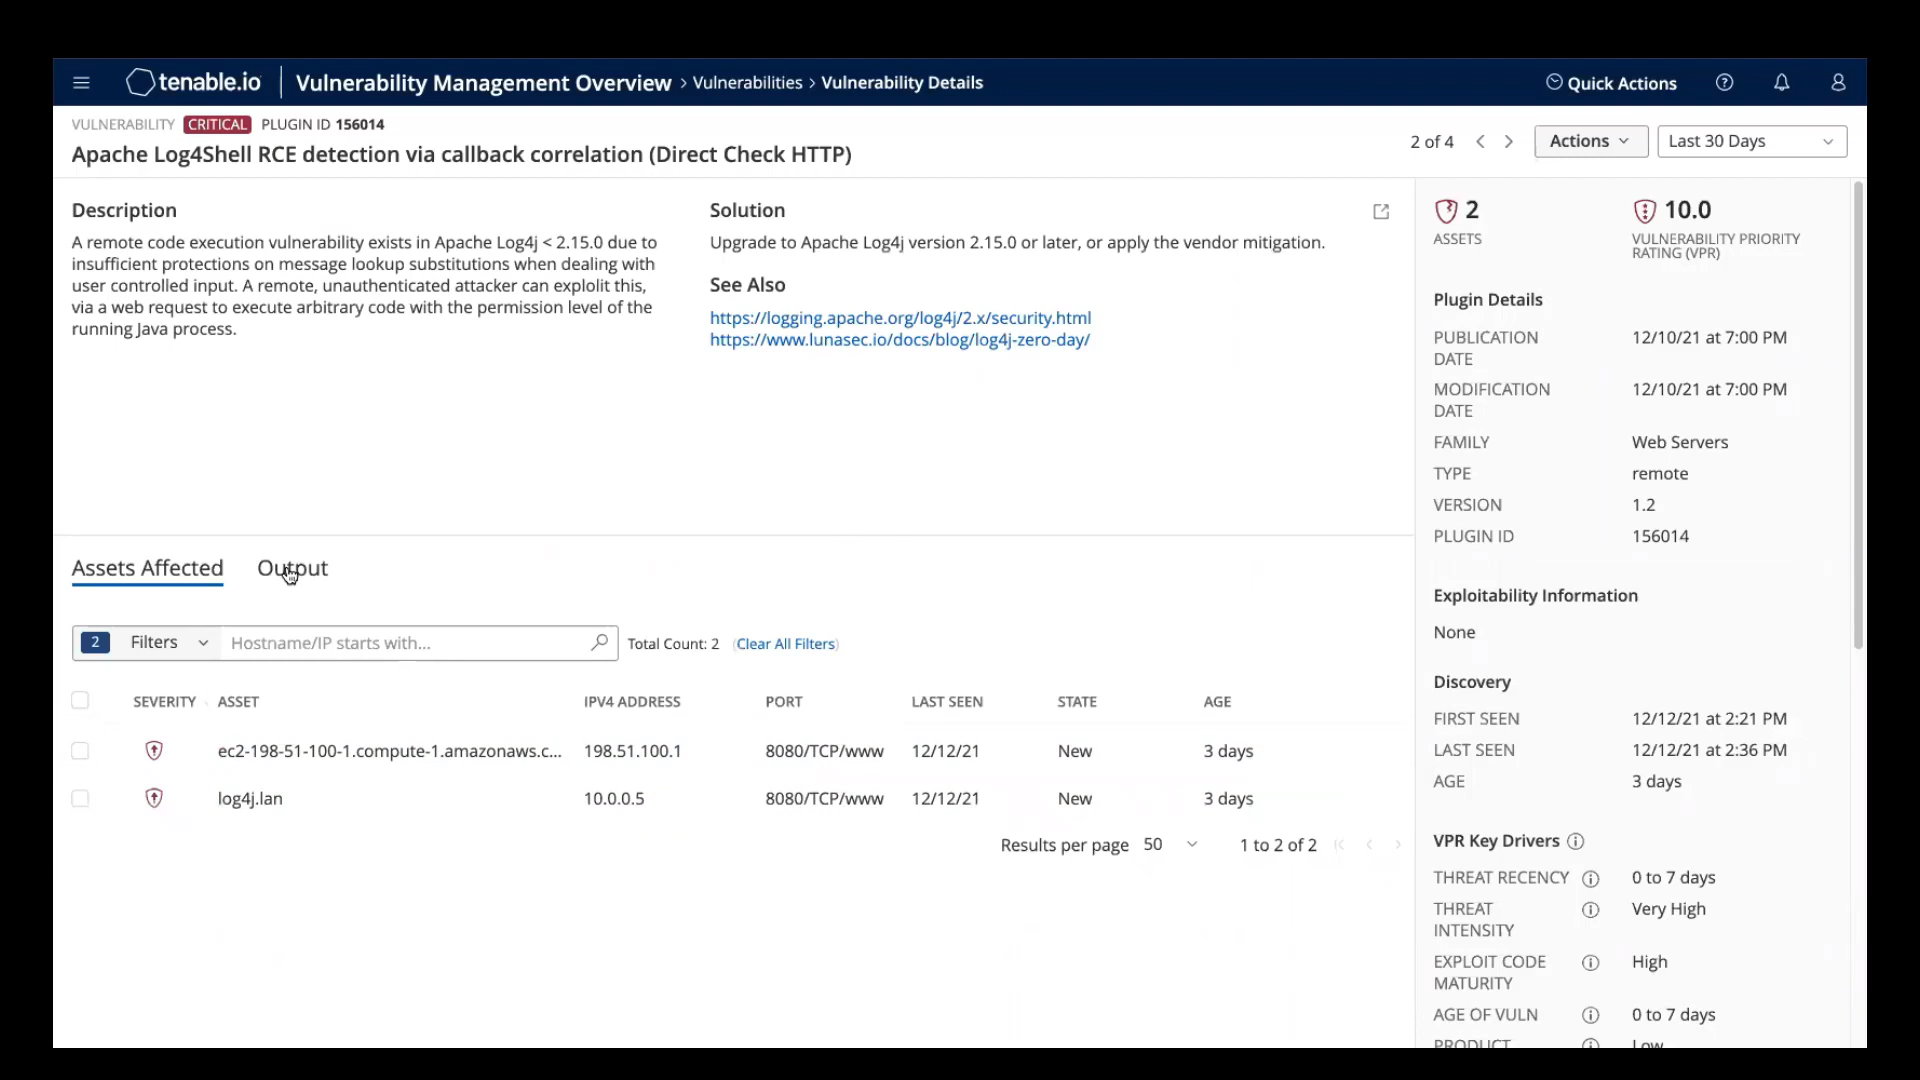 tenable.io Vulnerability Management Overview > Vulnerabilities > Vulnerability Details Quick Actions
VULNERABILITY CRITICAL PLUGIN ID 156014
Apache Log4Shell RCE detection via callback correlation (Direct Check HTTP)
2 of 4 Actions Last 30 Days
Description
A remote code execution vulnerability exists in Apache Log4j < 2.15.0 due to
insufficient protections on message lookup substitutions when dealing with
user controlled input. A remote, unauthenticated attacker can explolit this,
via a web request to execute arbitrary code with the permission level of the
running Java process.
Solution
Upgrade to Apache Log4j version 2.15.0 or later, or apply the vendor mitigation.
See Also
https://logging.apache.org/log4j/2.x/security.html
https://www.lunasec.io/docs/blog/log4j-zero-day/
Assets Affected Output
2 Filters Hostname/IP starts with... Total Count: 2 (Clear All Filters)
SEVERITY ASSET IPV4 ADDRESS PORT LAST SEEN STATE AGE
ec2-198-51-100-1.compute-1.amazonaws.c... 198.51.100.1 8080/TCP/www 12/12/21 New 3 days
log4j.lan 10.0.0.5 8080/TCP/www 12/12/21 New 3 days
Results per page 50 1 to 2 of 2
2
ASSETS
10.0
VULNERABILITY PRIORITY
RATING (VPR)
Plugin Details
PUBLICATION DATE 12/10/21 at 7:00 PM
MODIFICATION DATE 12/10/21 at 7:00 PM
FAMILY Web Servers
TYPE remote
VERSION 1.2
PLUGIN ID 156014
Exploitability Information
None
Discovery
FIRST SEEN 12/12/21 at 2:21 PM
LAST SEEN 12/12/21 at 2:36 PM
AGE 3 days
VPR Key Drivers
THREAT RECENCY 0 to 7 days
THREAT INTENSITY Very High
EXPLOIT CODE MATURITY High
AGE OF VULN 0 to 7 days
PRODUCT Low